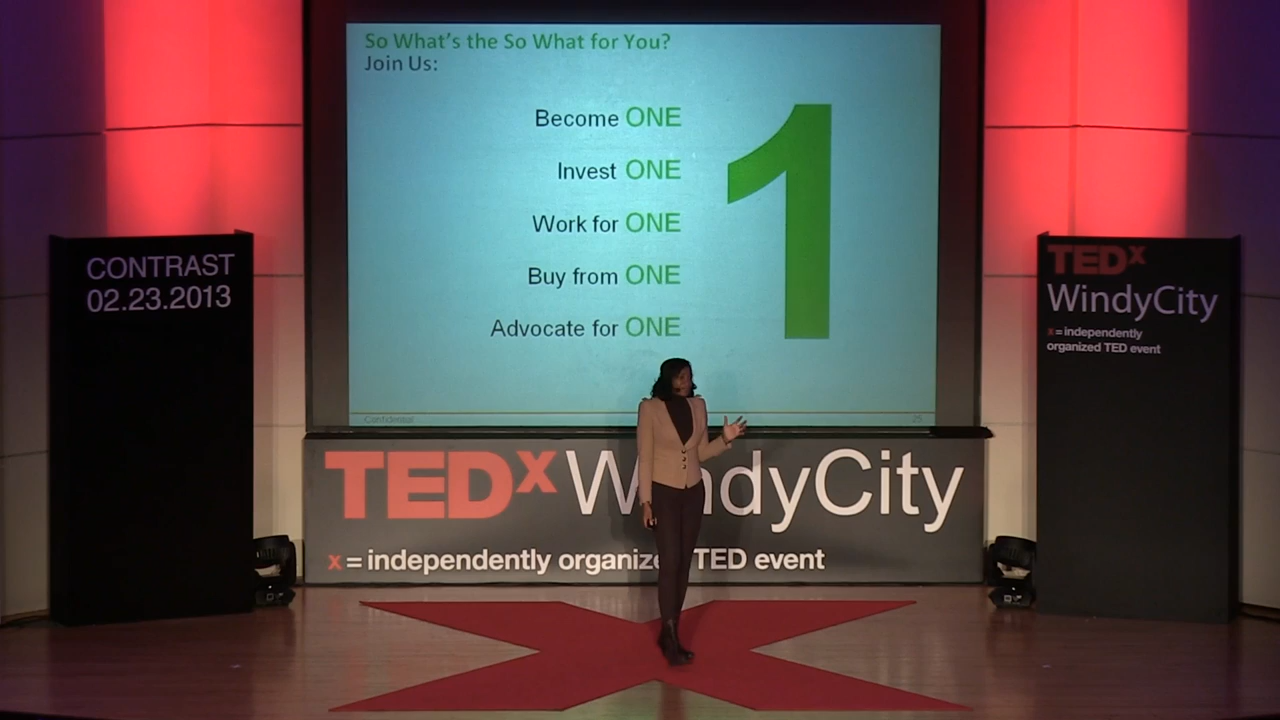 So What's the So What for You?
Join Us:
Become ONE
Invest ONE
Work for ONE
Buy from ONE
Advocate for ONE
1
Confidential
25
CONTRAST
02.23.2013
TEDx
WindyCity
x = independently
organized TED event
TEDx WindyCity
x = independently organized TED event